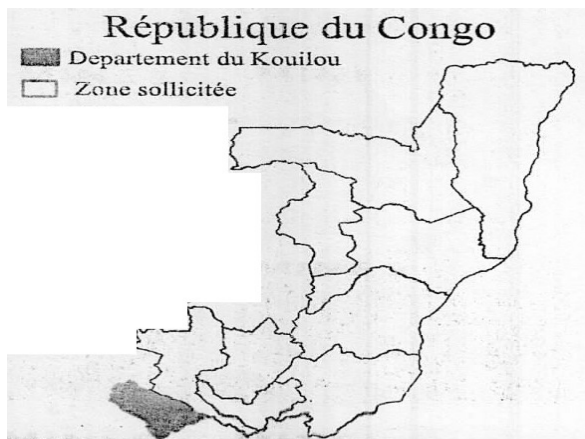 République du Congo
Departement du Kouilou
Zone sollicitée